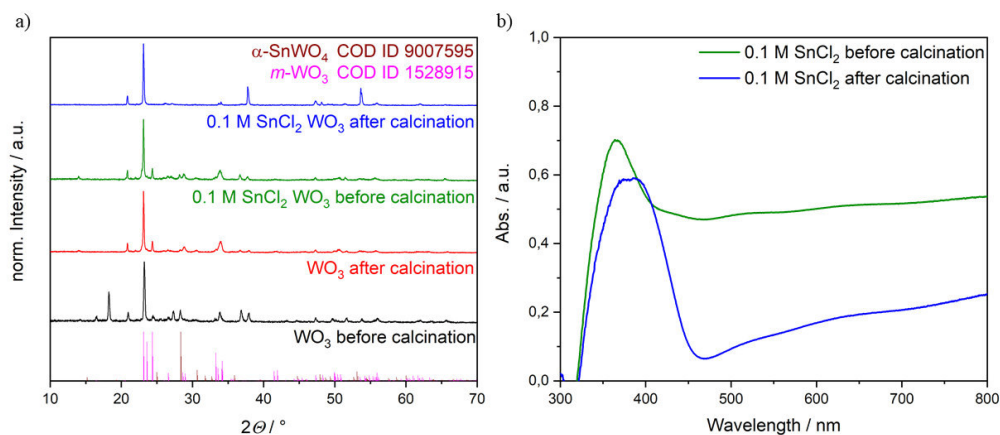 a)
α-SnWO₄ COD ID 9007595
m-WO₃ COD ID 1528915
0.1 M SnCl₂ WO₃ after calcination
0.1 M SnCl₂ WO₃ before calcination
WO₃ after calcination
WO₃ before calcination
norm. Intensity / a.u.
10 20 30 40 50 60 70
2Θ / °
b)
0.1 M SnCl₂ before calcination
0.1 M SnCl₂ after calcination
Abs. / a.u.
1,0
0,8
0,6
0,4
0,2
0,0
300 400 500 600 700 800
Wavelength / nm